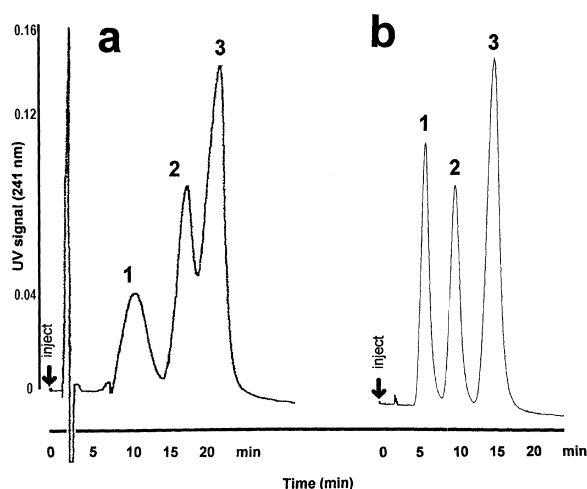 0.16
0.12
0.04
0
UV signal (241 nm)
a
1
2
3
inject
b
1
2
3
inject
0 5 10 15 20 min
0 5 10 15 20 min
Time (min)